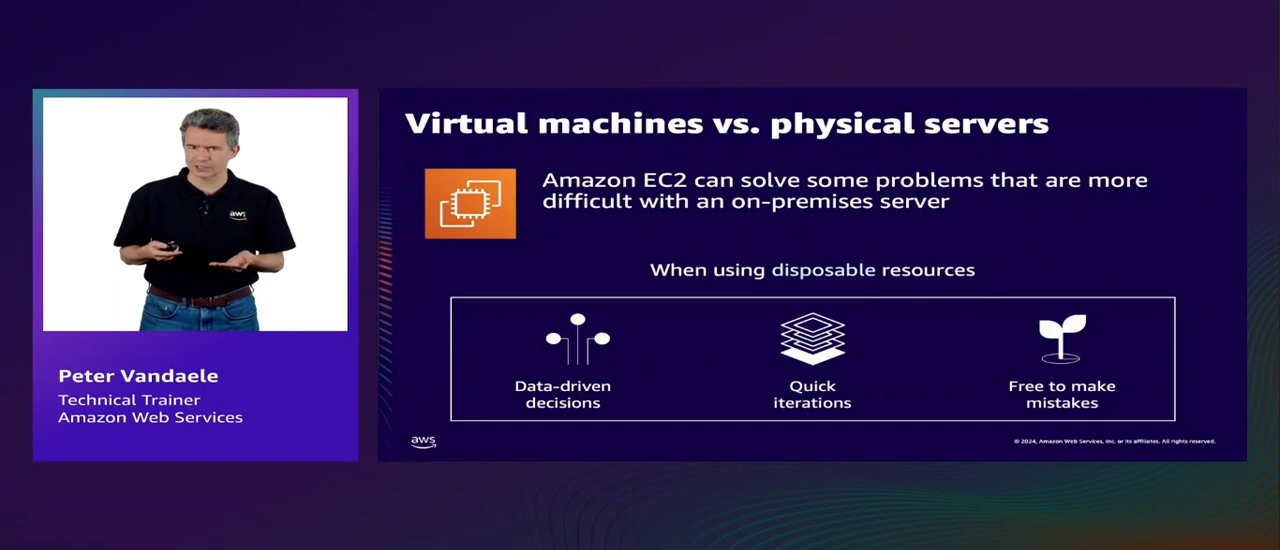 aws
Peter Vandaele
Technical Trainer
Amazon Web Services
Virtual machines vs. physical servers
Amazon EC2 can solve some problems that are more
difficult with an on-premises server
When using disposable resources
Data-driven
decisions
Quick
iterations
Free to make
mistakes
aws
© 2024, Amazon Web Services, Inc. or its affiliates. All rights reserved.